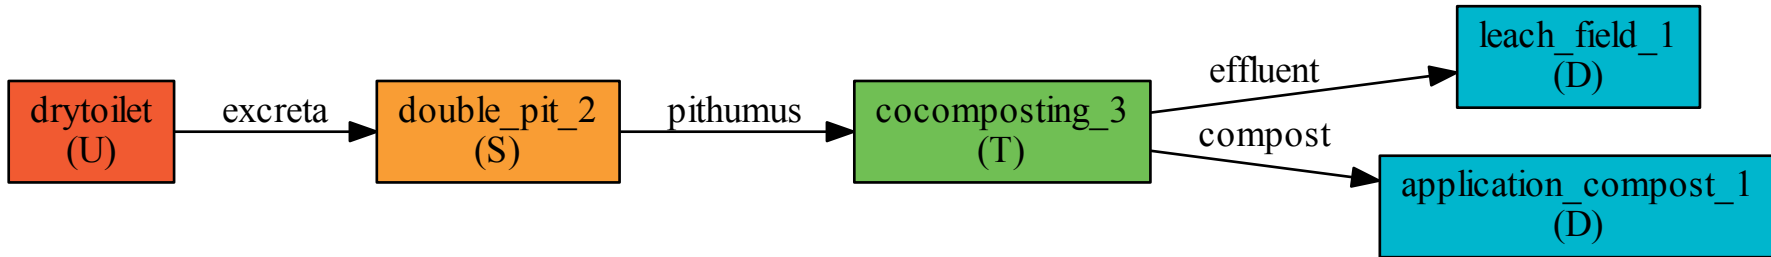 drytoilet
(U)
excreta
double_pit_2
(S)
pithumus
cocomposting_3
(T)
effluent
compost
leach_field_1
(D)
application_compost_1
(D)